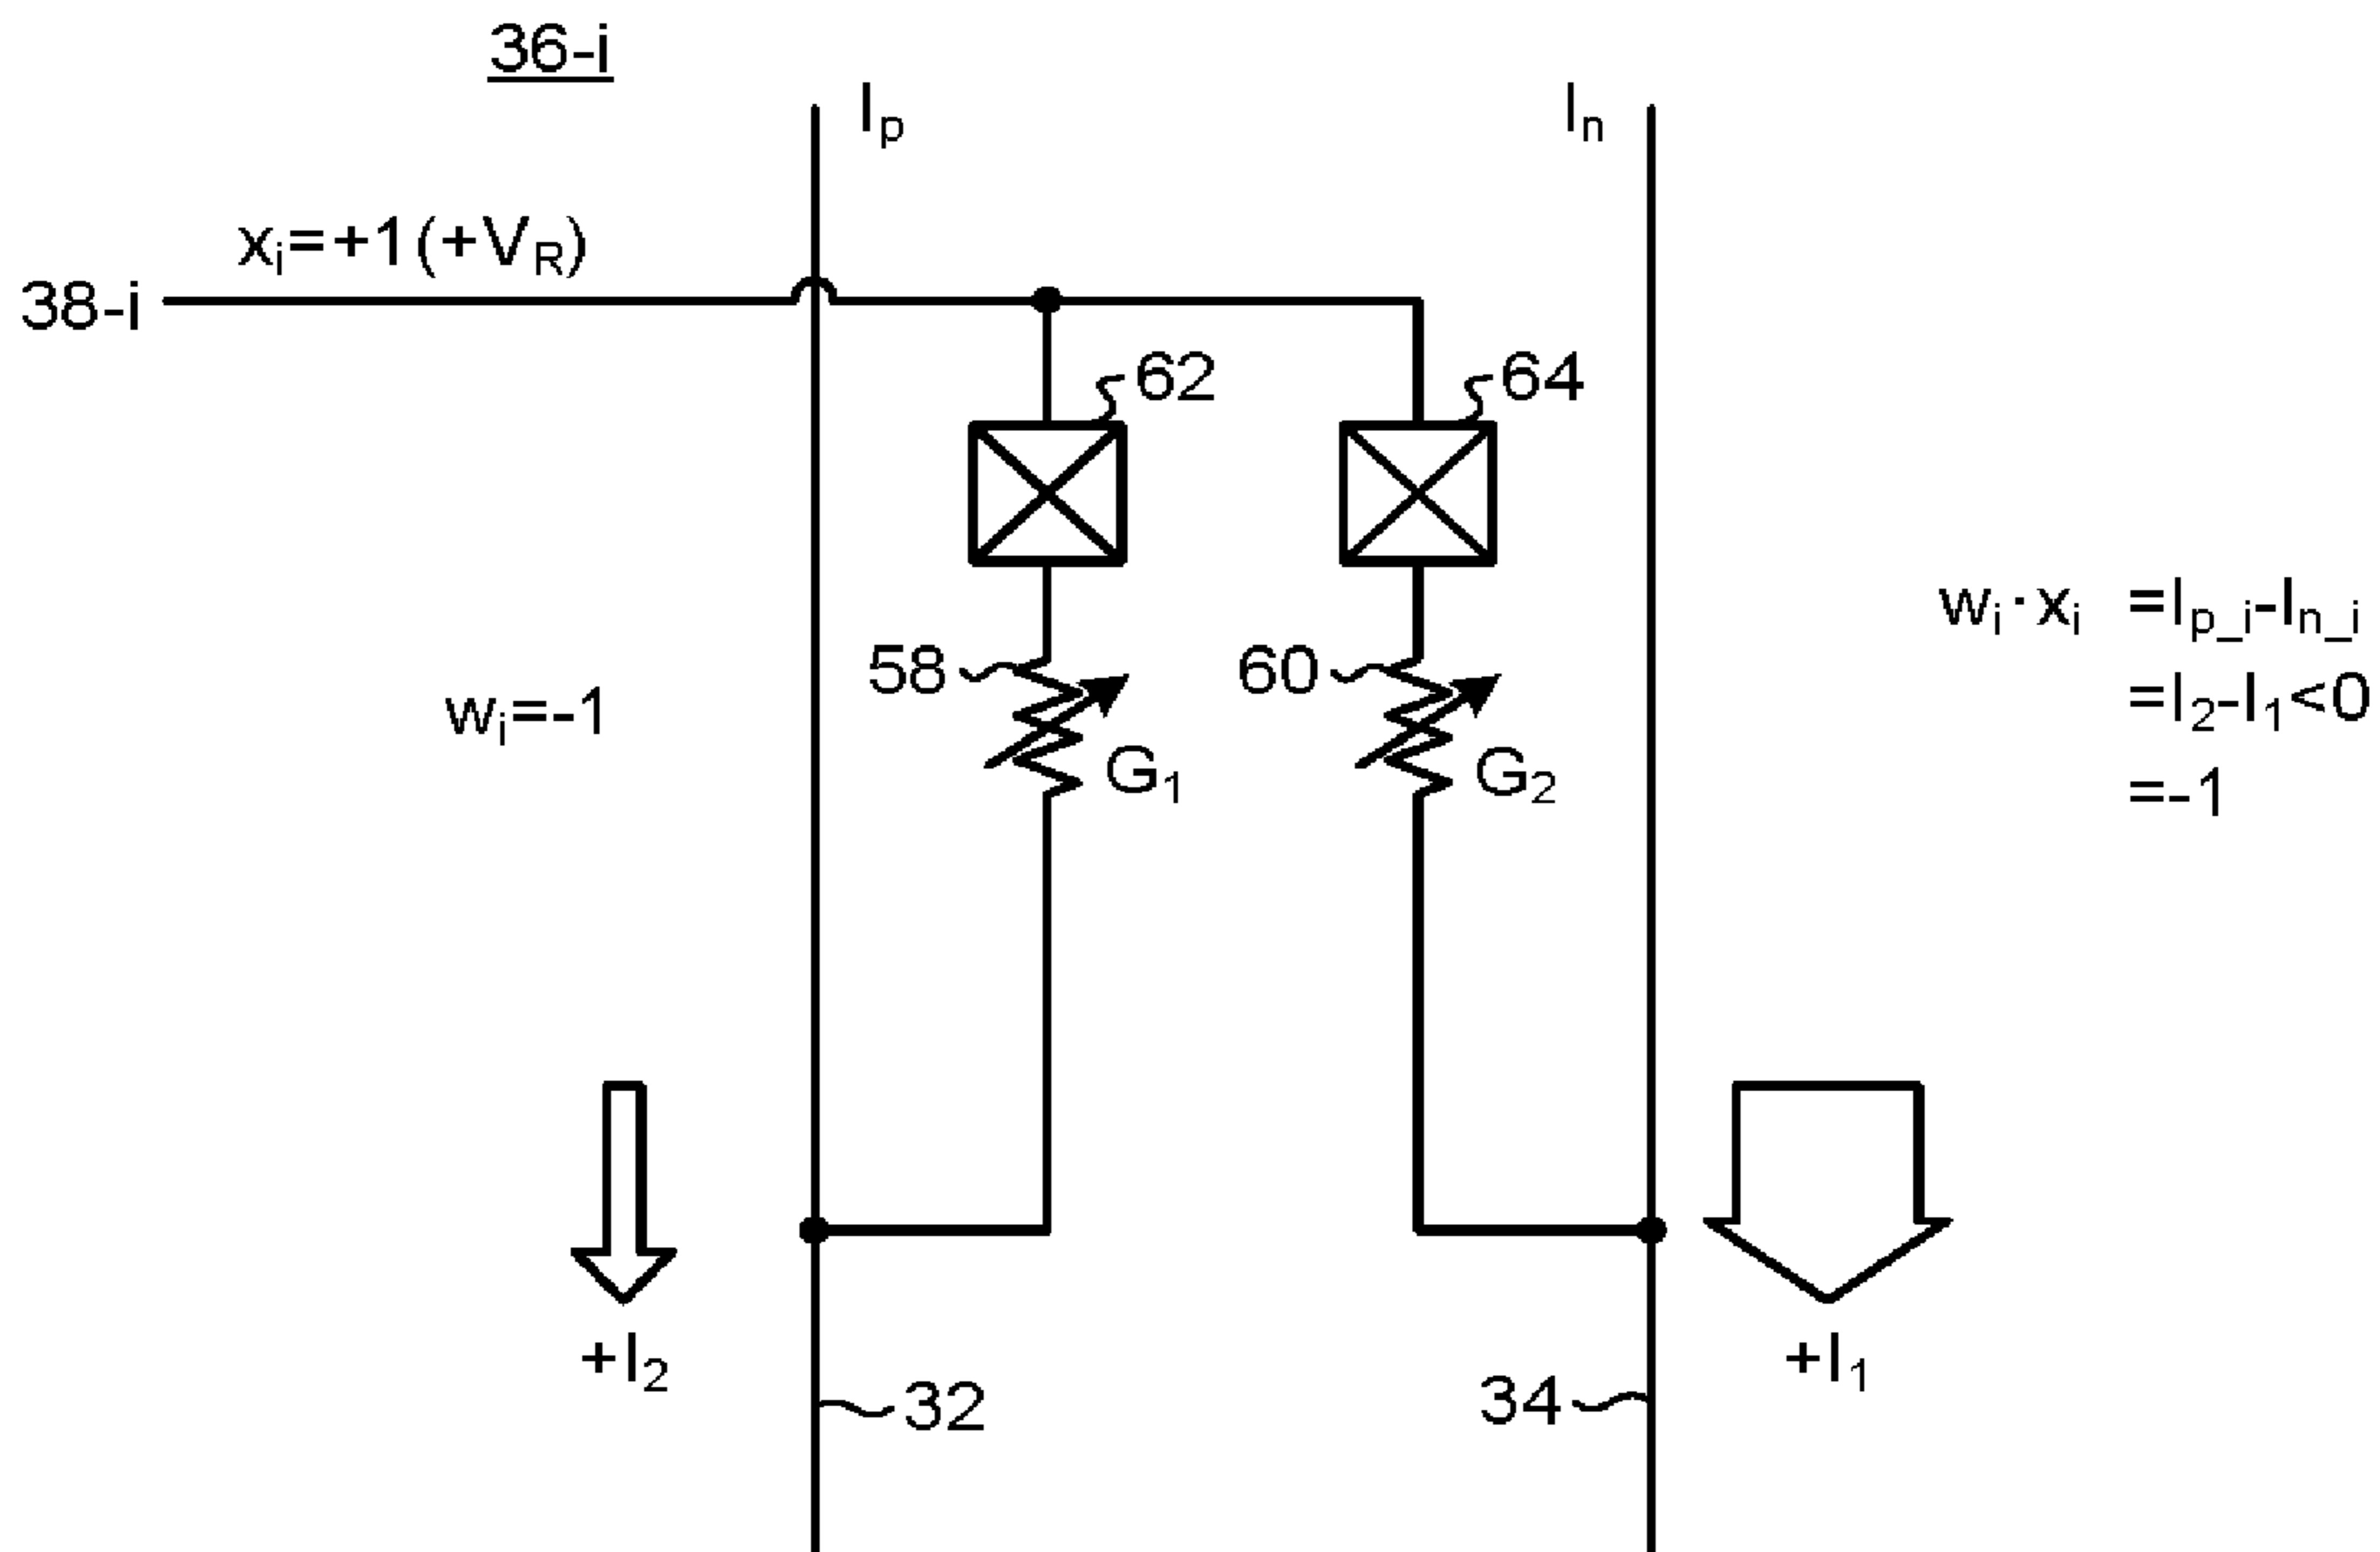 36-i
Ip
In
xi=+1(+VR)
38-i
62
64
58
60
wi·xi =Ip_i-In_i
=I2-I1<0
=-1
wi=-1
G1
G2
+I2
+I1
32
34